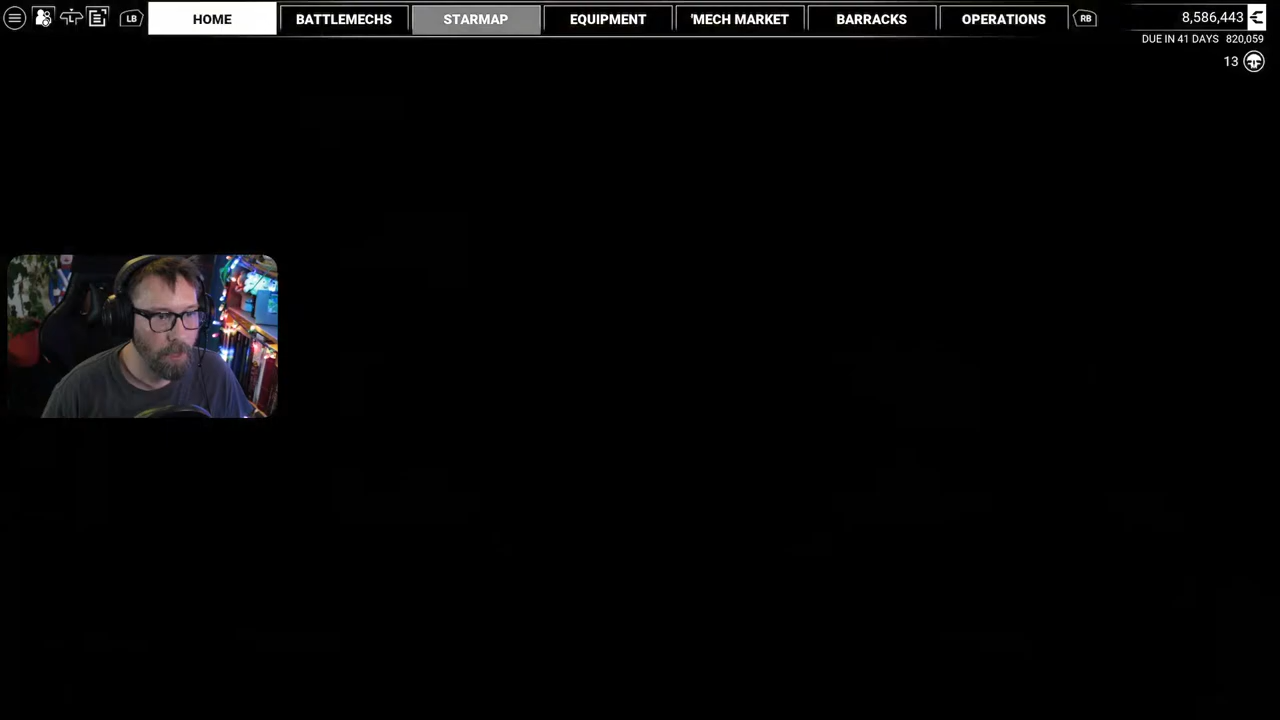 LB
HOME
BATTLEMECHS
STARMAP
EQUIPMENT
'MECH MARKET
BARRACKS
OPERATIONS
RB
8,586,443
DUE IN 41 DAYS 820,059
13